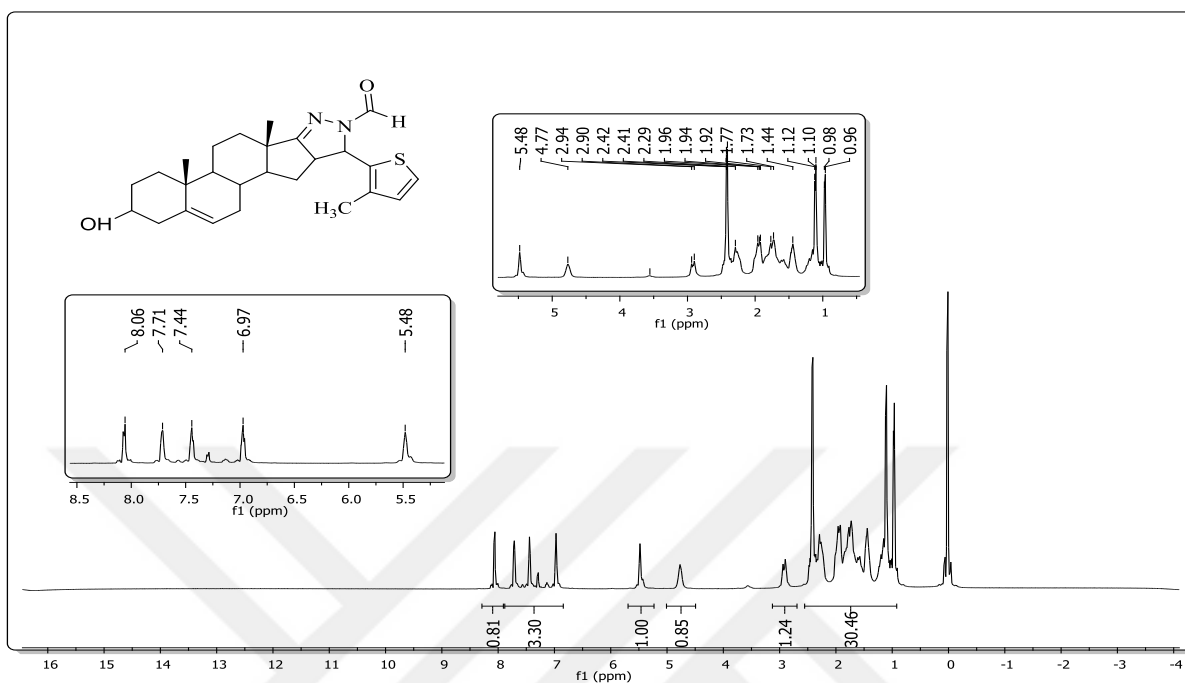 O
N
N
H
S
H₃C
OH
5.48
4.77
2.94
2.90
2.42
2.41
2.29
1.96
1.94
1.92
1.77
1.73
1.44
1.12
1.10
0.98
0.96
5 4 3 2 1
f1 (ppm)
8.06
7.71
7.44
6.97
5.48
8.5 8.0 7.5 7.0 6.5 6.0 5.5
f1 (ppm)
0.81
3.30
1.00
0.85
1.24
30.46
16 15 14 13 12 11 10 9 8 7 6 5 4 3 2 1 0 -1 -2 -3 -4
f1 (ppm)